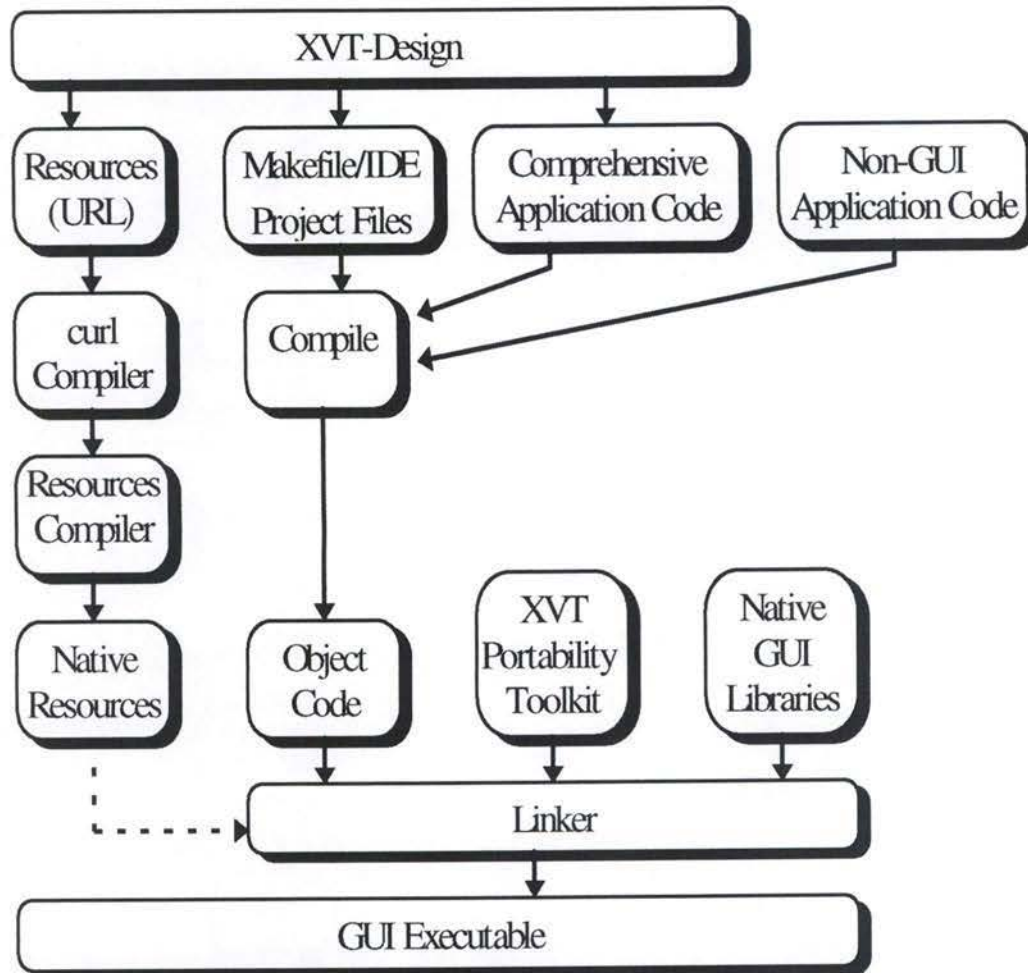 XVT-Design
Resources
(URL)
Makefile/IDE
Project Files
Comprehensive
Application Code
Non-GUI
Application Code
curl
Compiler
Compile
Resources
Compiler
Native
Resources
Object
Code
XVT
Portability
Toolkit
Native
GUI
Libraries
Linker
GUI Executable